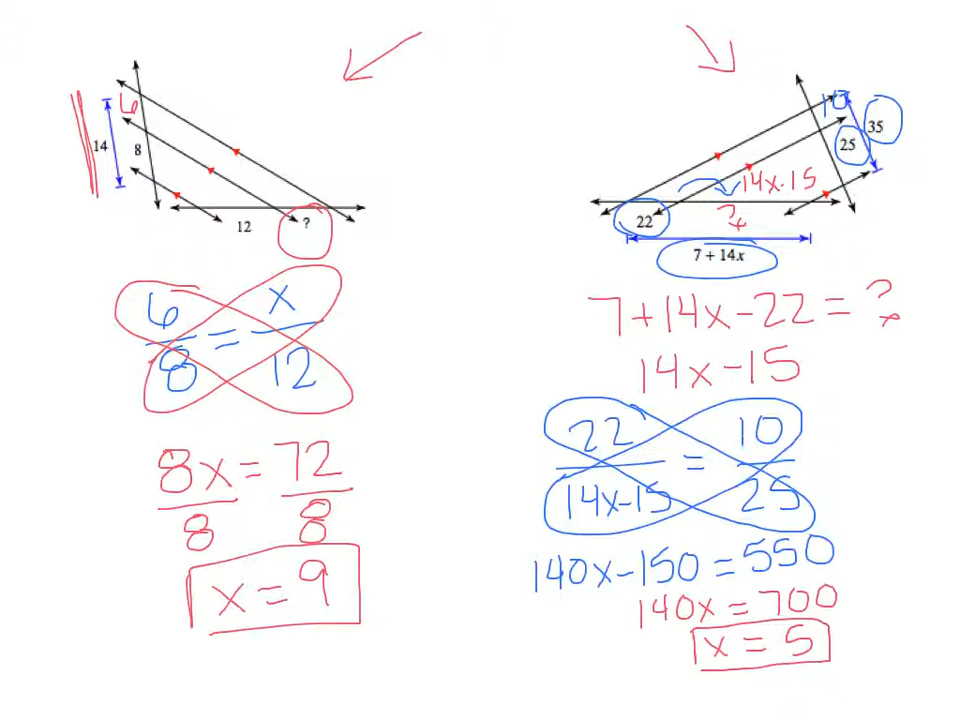 6
14
8
12
?
6/8 = x/12
8x = 72
8 8
x = 9
10
35
25
14x-15
22
?
7 + 14x
7+14x-22 = ?
14x-15
22/14x-15 = 10/25
140x-150 = 550
140x = 700
x = 5